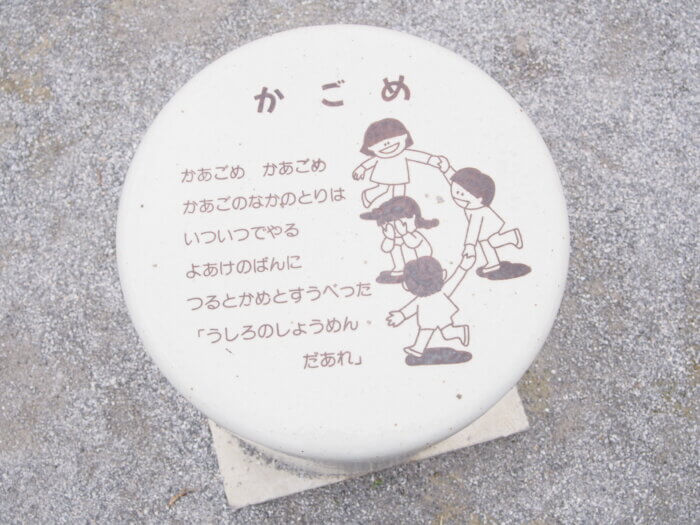 かごめ
かあごめ　かあごめ
かあごのなかのとりは
いついつでやる
よあけのばんに
つるとかめとすうべった
「うしろのしょうめん
だあれ」